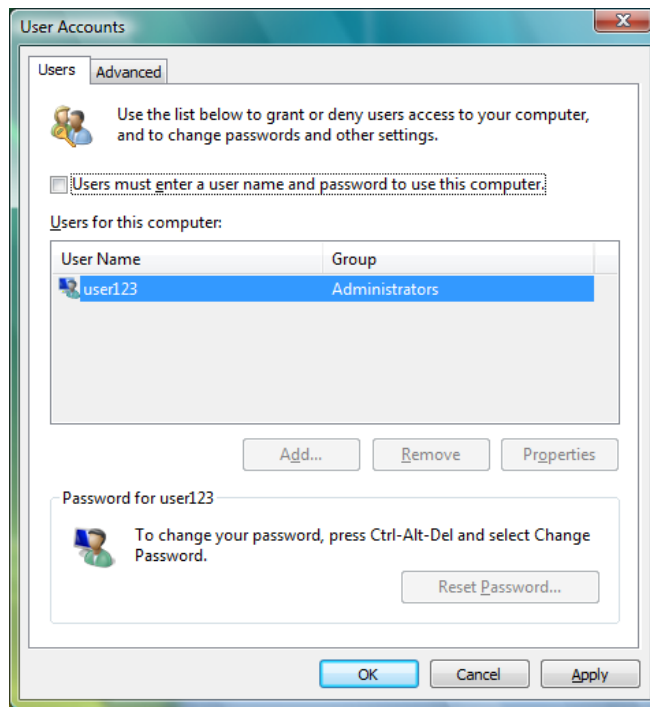 User Accounts
Users
Advanced
Use the list below to grant or deny users access to your computer,
and to change passwords and other settings.
Users must enter a user name and password to use this computer.
Users for this computer:
User Name Group
user123 Administrators
Add... Remove Properties
Password for user123
To change your password, press Ctrl-Alt-Del and select Change
Password.
Reset Password...
OK Cancel Apply